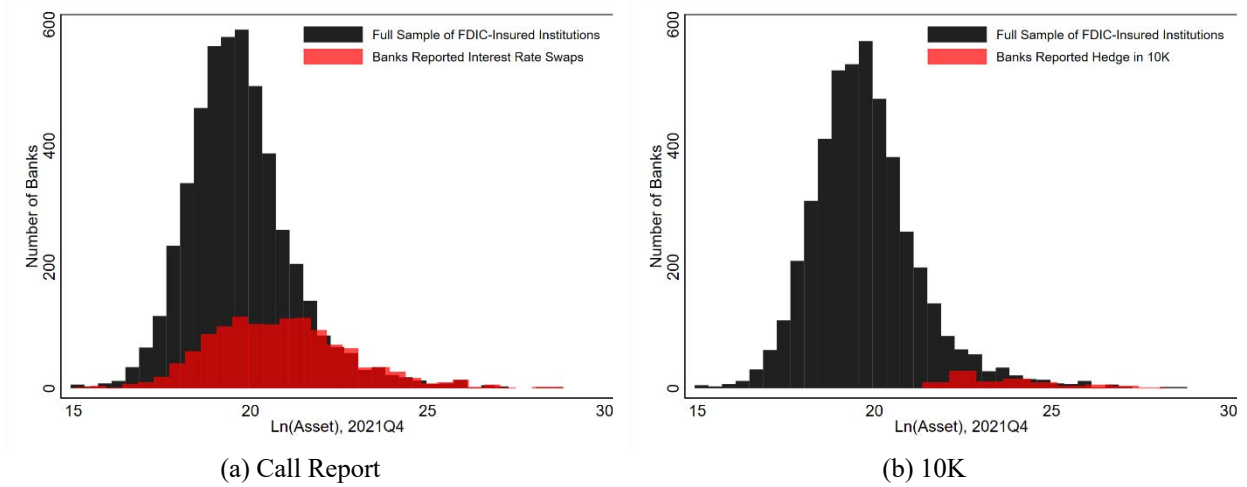 Full Sample of FDIC-Insured Institutions
Banks Reported Interest Rate Swaps
Number of Banks
0
200
400
600
15
20
25
30
Ln(Asset), 2021Q4
(a) Call Report
Full Sample of FDIC-Insured Institutions
Banks Reported Hedge in 10K
Number of Banks
0
200
400
600
15
20
25
30
Ln(Asset), 2021Q4
(b) 10K